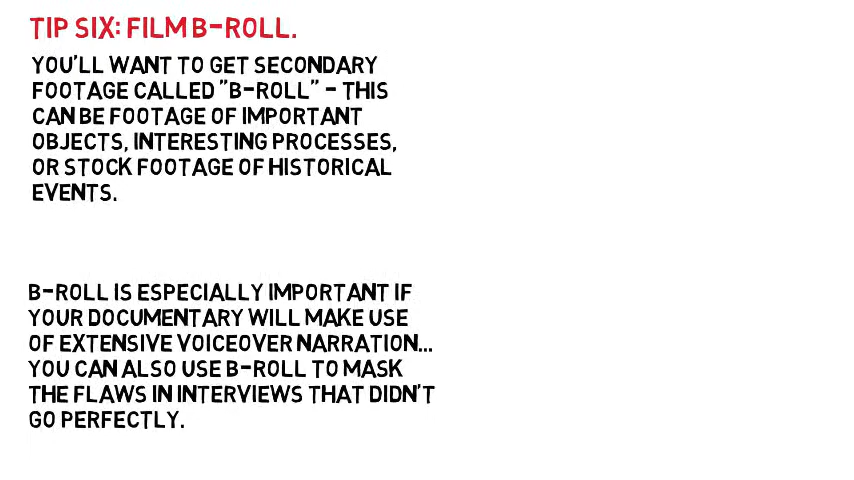 TIP SIX: FILM B-ROLL.
YOU'LL WANT TO GET SECONDARY
FOOTAGE CALLED "B-ROLL" - THIS
CAN BE FOOTAGE OF IMPORTANT
OBJECTS, INTERESTING PROCESSES,
OR STOCK FOOTAGE OF HISTORICAL
EVENTS.
B-ROLL IS ESPECIALLY IMPORTANT IF
YOUR DOCUMENTARY WILL MAKE USE
OF EXTENSIVE VOICEOVER NARRATION...
YOU CAN ALSO USE B-ROLL TO MASK
THE FLAWS IN INTERVIEWS THAT DIDN'T
GO PERFECTLY.